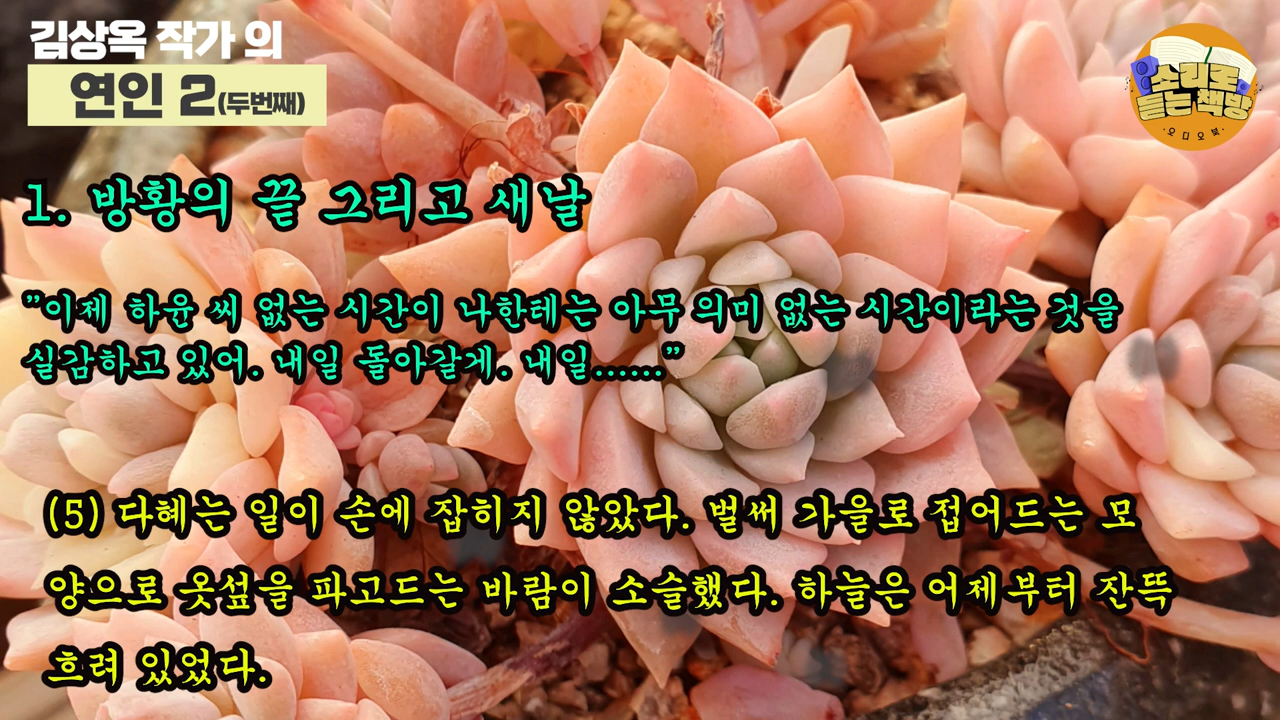 김상옥 작가 의
연인 2(두번째)
소리로
듣는 책방
·오디오북·
1. 방황의 끝 그리고 새날
"이제 하윤 씨 없는 시간이 나한테는 아무 의미 없는 시간이라는 것을
실감하고 있어. 내일 돌아갈게. 내일......"
(5) 다혜는 일이 손에 잡히지 않았다. 벌써 가을로 접어드는 모
양으로 옷섶을 파고드는 바람이 소슬했다. 하늘은 어제부터 잔뜩
흐려 있었다.